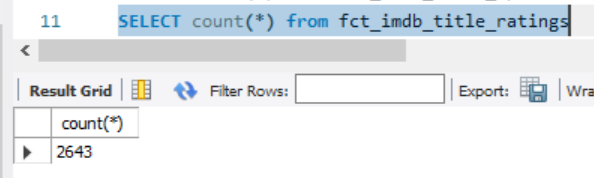 11 SELECT count(*) from fct_imdb_title_ratings
Result Grid Filter Rows: Export: Wra
count(*)
2643